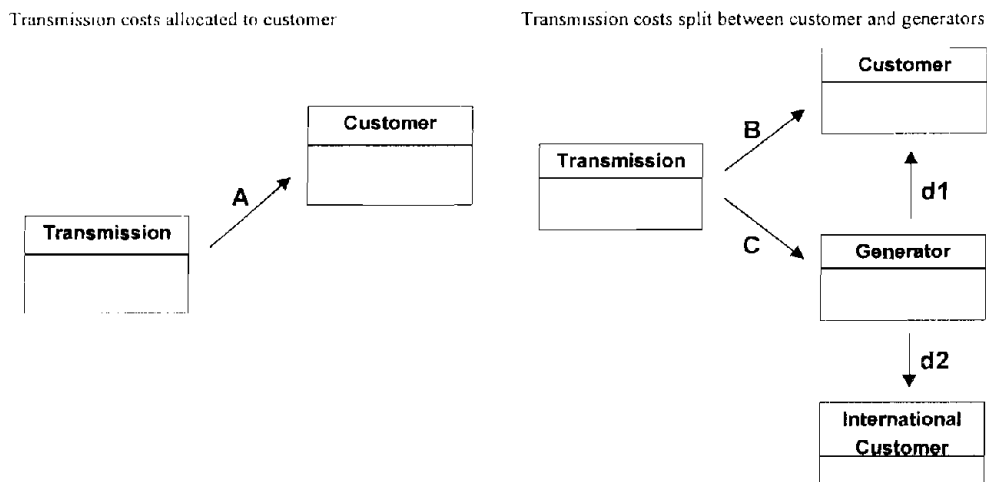 Transmission costs allocated to customer
Customer
A
Transmission
Transmission costs split between customer and generators
Customer
B
Transmission
d1
C
Generator
d2
International
Customer